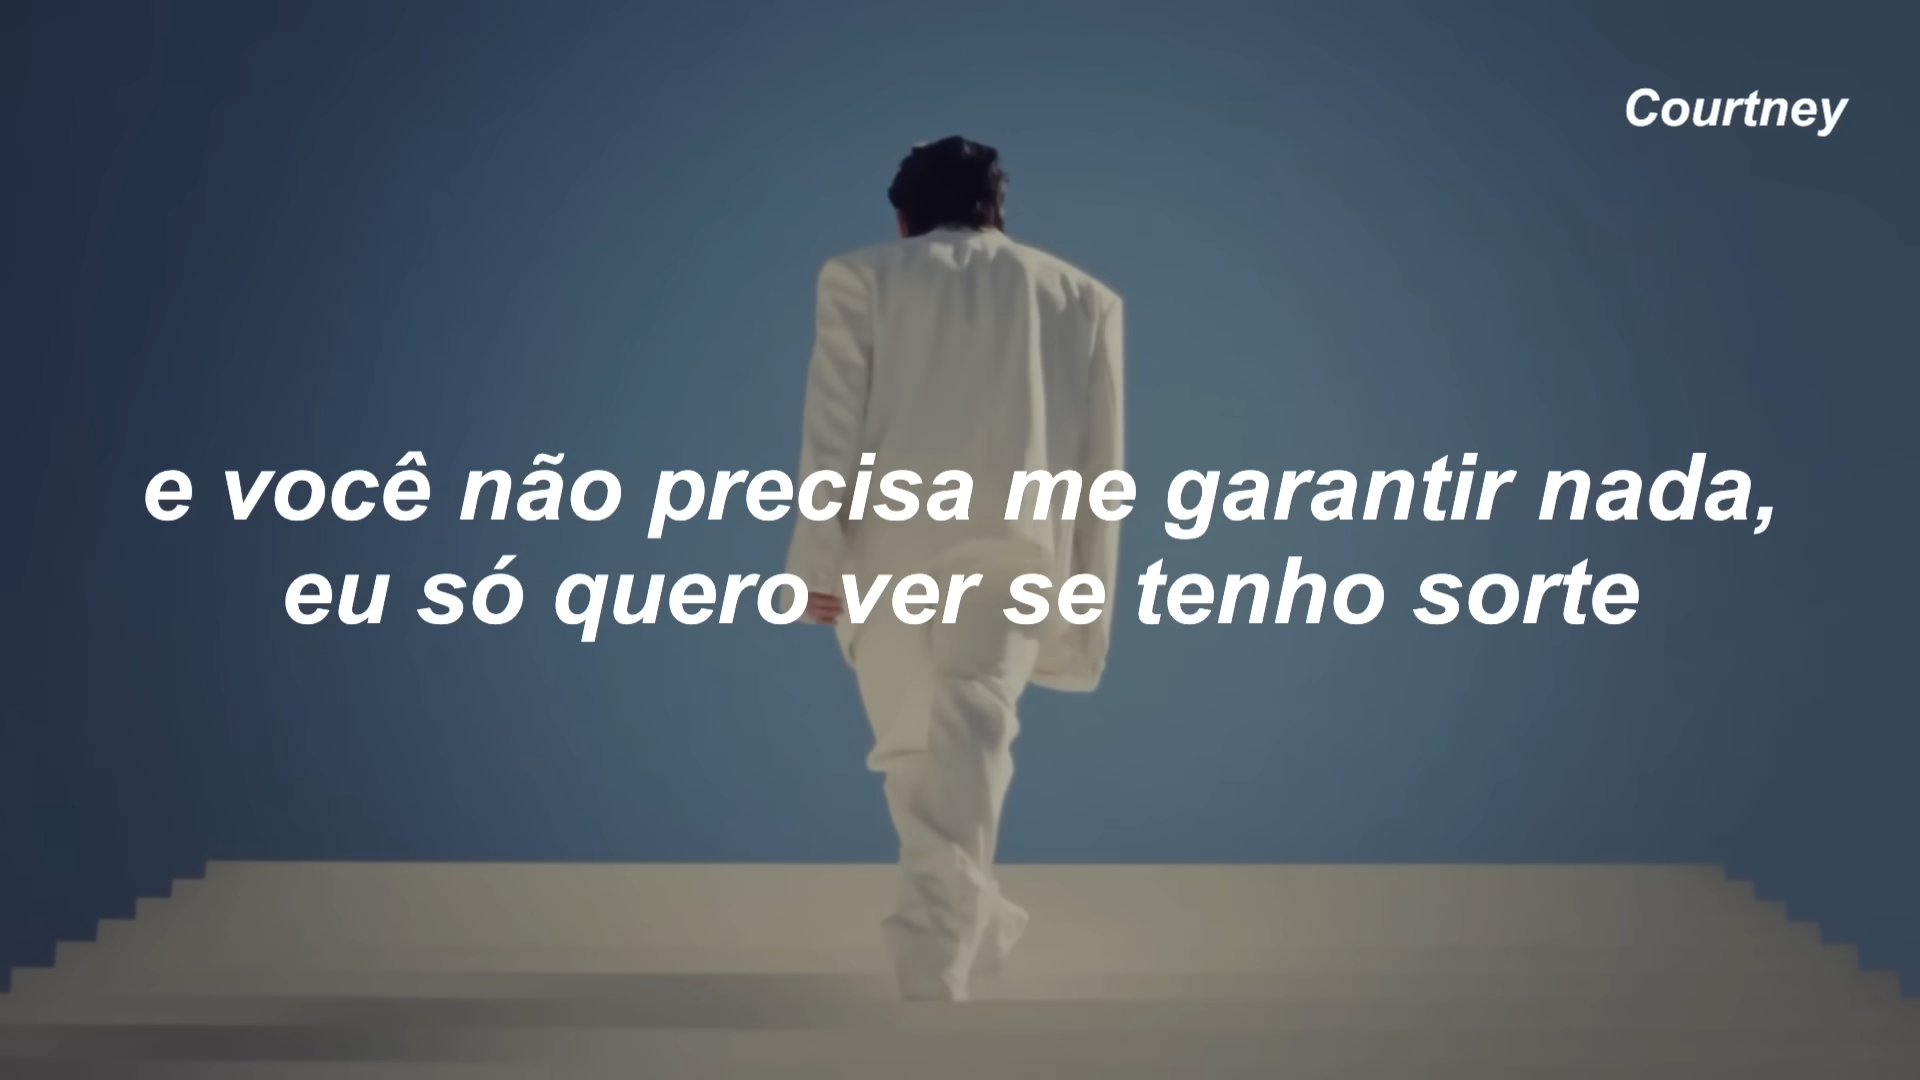 Courtney
e você não precisa me garantir nada,
eu só quero ver se tenho sorte